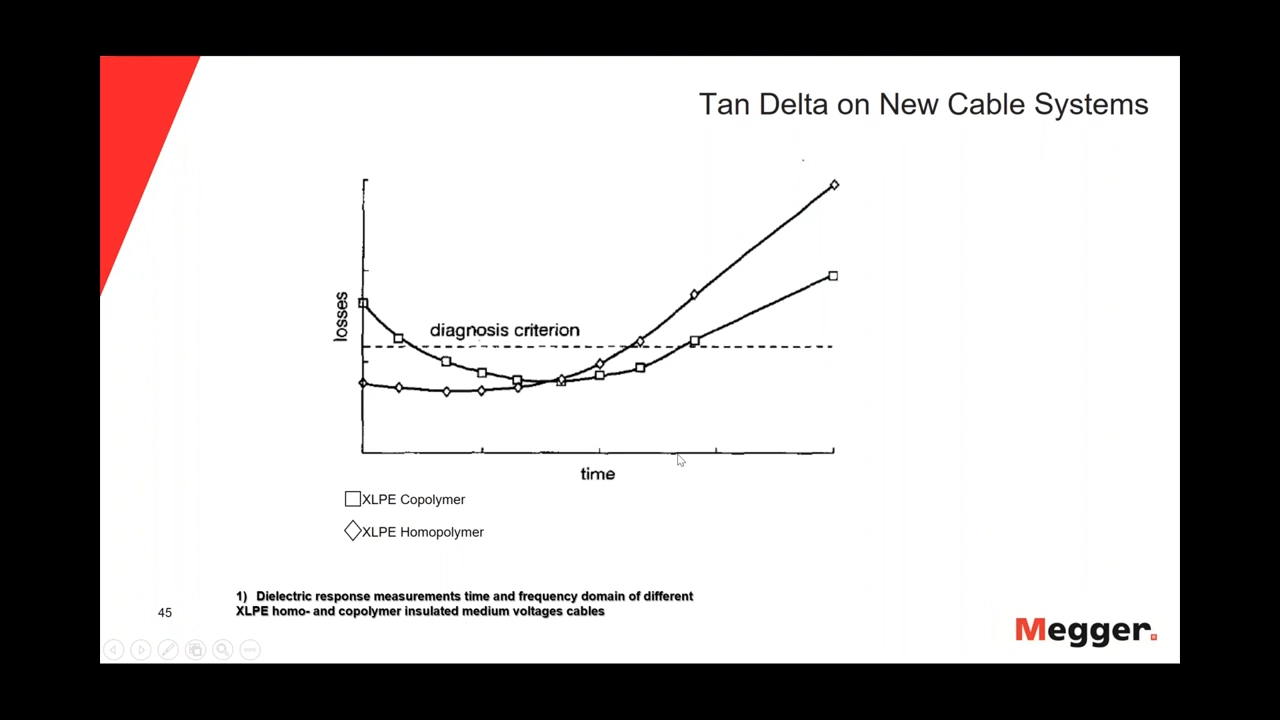 Tan Delta on New Cable Systems
losses
diagnosis criterion
time
XLPE Copolymer
XLPE Homopolymer
1) Dielectric response measurements time and frequency domain of different
XLPE homo- and copolymer insulated medium voltages cables
45
Megger.